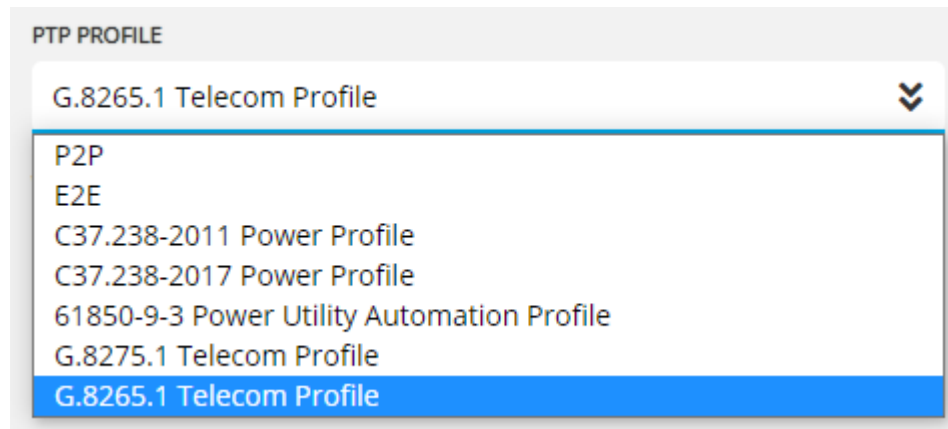 PTP PROFILE
G.8265.1 Telecom Profile
P2P
E2E
C37.238-2011 Power Profile
C37.238-2017 Power Profile
61850-9-3 Power Utility Automation Profile
G.8275.1 Telecom Profile
G.8265.1 Telecom Profile